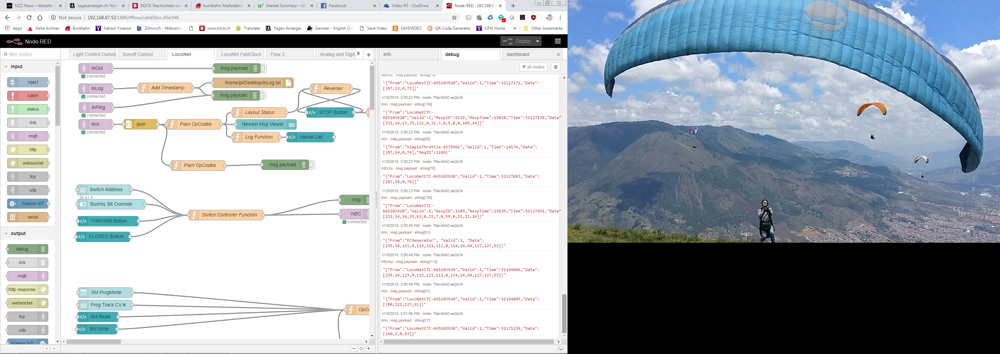 NZZ News – Aktuelle N
tagesanzeiger.ch: Nich
BLICK: Nachrichten und
buntbahn: Maßstäblich
Market Summary – US
Facebook
Video #3 - OneDrive
Node-RED : 192.168.87
Not secure
192.168.87.52:1880/#flow/ce0d3bcc.85e348
Apps
Delta Airlines
Buntbahn
Yahoo! Finance
20min.ch - Webcente
www.blick.ch
Translate
Tages-Anzeiger
German - English Dic
Save Video
SAVEVIDEO
QR-Code Generator
VZW Home
»
Other bookmarks
Node-RED
Deploy
filter nodes
Light Control Outside
Sonoff Control
LocoNet
LocoNet FastClock
Flow 2
Analog and Digit
info
debug
dashboard
all nodes
input
inject
catch
status
link
mqtt
http
websocket
tcp
udp
Watson IoT
serial
output
debug
link
mqtt
http response
websocket
tcp
udp
Watson IoT
InOut
connected
msg.payload
InLog
connected
Add Timestamp
/home/pi/Desktop/InLog.txt
msg.payload
Reverser
InPing
connected
Layout Status
STOP Button
InIn
connected
json
Plain OpCodes
Newest Msg Viewer
abc
Log Function
Viewer List
Plain OpCodes
msg.payload
123 Switch Address
4 | 4
Bushby Bit Override
THROWN Button
CLOSED Button
Switch Controller Function
msg
InBC
connected
SM ProgMode
123 Prog Track CV #
SM Read
SM Write
OpCo
InEcho : msg.payload : string[78]
"{"From":"LocoNetCTC-665103920","Valid":1,"Time":51127171,"Data":
[187,13,0,73]}"
1/10/2019, 3:00:22 PM node: 70ec9d42.ae2e34
InIn : msg.payload : string[136]
"{"From":"LocoNetCTC-
665103920","Valid":1,"RespID":9329,"RespTime":15028,"Time":51127178,"Data"
[231,14,13,35,121,0,32,7,0,5,0,0,109,14]}"
1/10/2019, 3:00:22 PM node: 70ec9d42.ae2e34
InIn : msg.payload : string[90]
"{"From":"SimpleThrottle-4379501","Valid":1,"Time":14174,"Data":
[187,14,0,74],"ReqID":1189}
1/10/2019, 3:00:23 PM node: 70ec9d42.ae2e34
InEcho : msg.payload : string[78]
"{"From":"LocoNetCTC-665103920","Valid":1,"Time":51127683,"Data":
[187,14,0,74]}"
1/10/2019, 3:00:23 PM node: 70ec9d42.ae2e34
InIn : msg.payload : string[136]
"{"From":"LocoNetCTC-
665103920","Valid":1,"RespID":1189,"RespTime":15839,"Time":51127691,"Data"
[231,14,14,35,63,0,32,7,0,59,0,51,51,24]}"
1/10/2019, 3:00:49 PM node: 70ec9d42.ae2e34
InIn : msg.payload : string[91]
"{"From":"FCGenerator", "Valid":1, "Data":
[239,14,123,0,115,121,112,0,114,24,64,127,127,53]}"
1/10/2019, 3:00:49 PM node: 70ec9d42.ae2e34
InEcho : msg.payload : string[114]
"{"From":"LocoNetCTC-665103920","Valid":1,"Time":51154806,"Data":
[239,14,123,0,115,121,112,0,114,24,64,127,127,53]}"
1/10/2019, 3:00:49 PM node: 70ec9d42.ae2e34
InIn : msg.payload : string[81]
"{"From":"LocoNetCTC-665103920","Valid":1,"Time":51154809,"Data":
[180,111,127,91]}"
1/10/2019, 3:01:06 PM node: 70ec9d42.ae2e34
InIn : msg.payload : string[77]
"{"From":"LocoNetCTC-665103920","Valid":1,"Time":51171139,"Data":
[160,2,0,93]}"